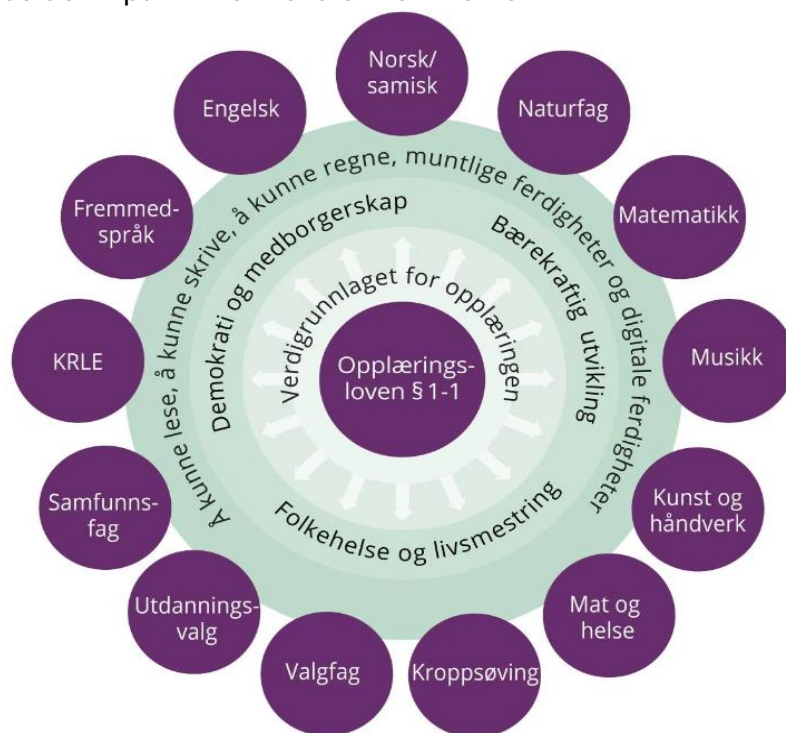 Norsk/
samisk
Naturfag
Matematikk
Musikk
Kunst og
håndverk
Mat og
helse
Kroppsøving
Valgfag
Utdannings-
valg
Samfunns-
fag
KRLE
Fremmed-
språk
Engelsk
Å kunne lese, å kunne skrive, å kunne regne, muntlige ferdigheter og digitale ferdigheter
Demokrati og medborgerskap
Bærekraftig utvikling
Folkehelse og livsmestring
Verdigrunnlaget for opplæringen
Opplærings-
loven § 1-1